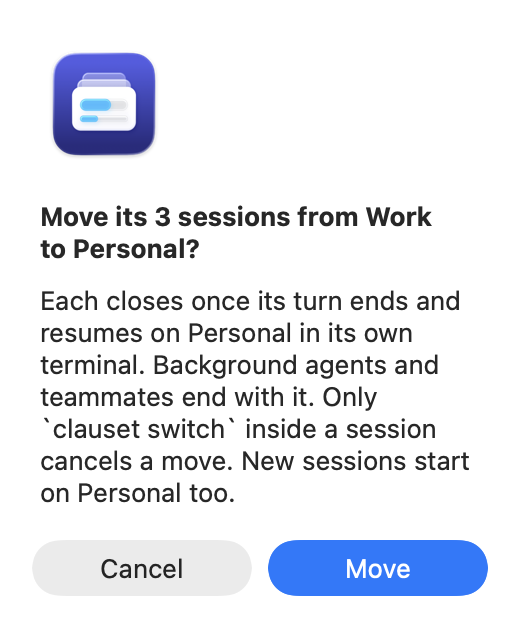 Move its 3 sessions from Work
to Personal?
Each closes once its turn ends and
resumes on Personal in its own
terminal. Background agents and
teammates end with it. Only
`clauset switch` inside a session
cancels a move. New sessions start
on Personal too.
Cancel
Move